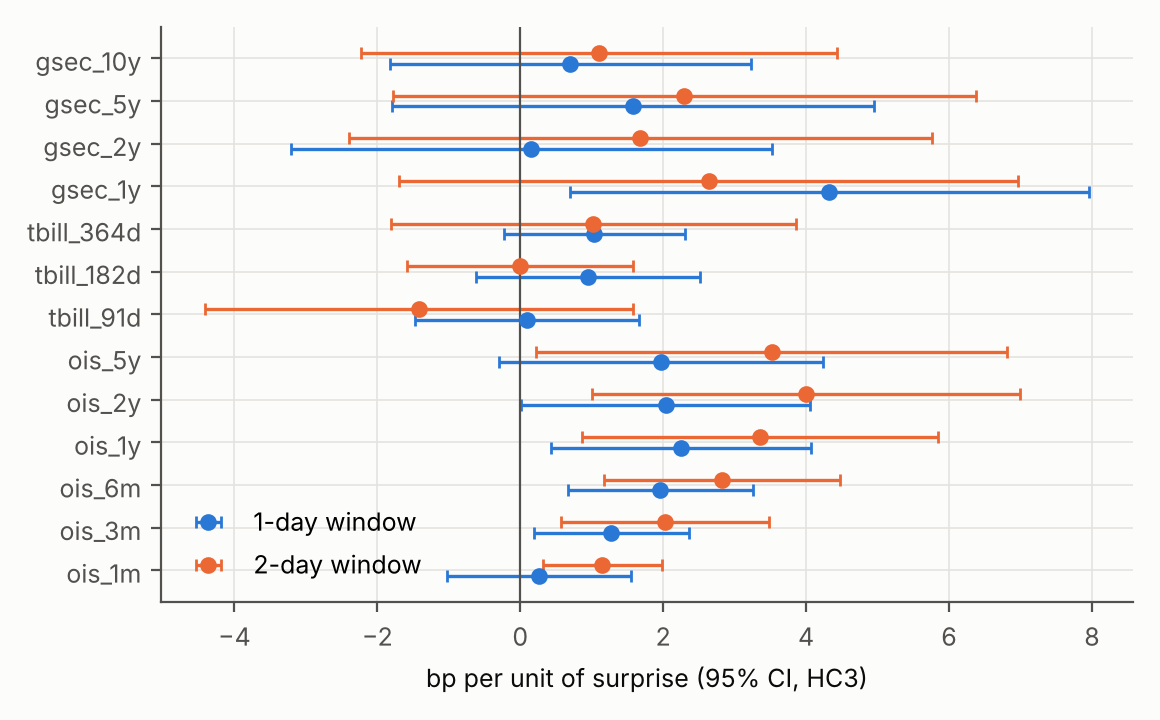 gsec_10y
gsec_5y
gsec_2y
gsec_1y
tbill_364d
tbill_182d
tbill_91d
ois_5y
ois_2y
ois_1y
ois_6m
ois_3m
ois_1m
1-day window
2-day window
−4 −2 0 2 4 6 8
bp per unit of surprise (95% CI, HC3)